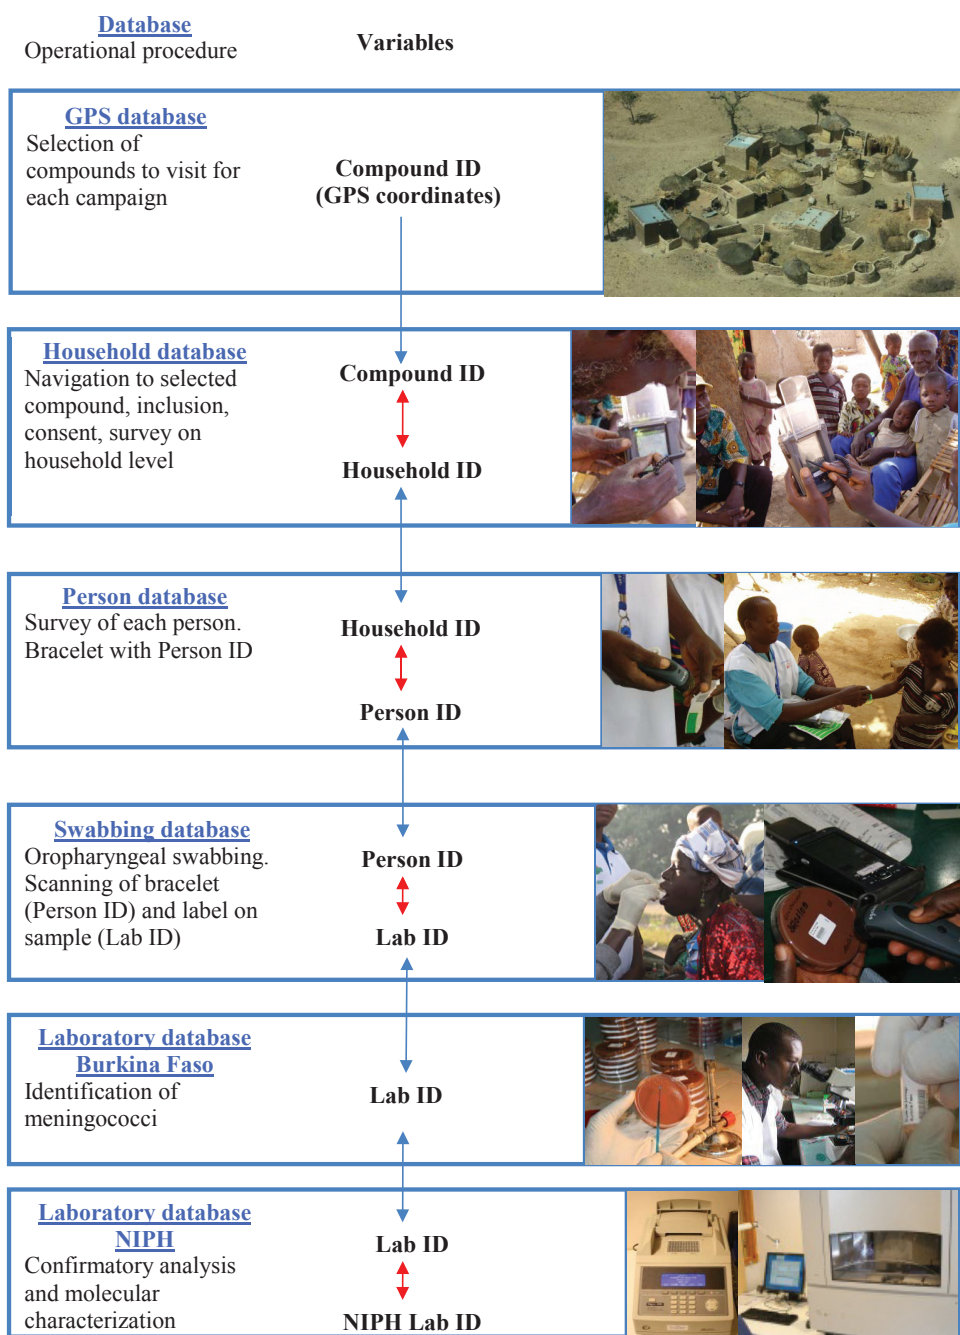 Database
Operational procedure
Variables
GPS database
Selection of
compounds to visit for
each campaign
Compound ID
(GPS coordinates)
Household database
Navigation to selected
compound, inclusion,
consent, survey on
household level
Compound ID
Household ID
Person database
Survey of each person.
Bracelet with Person ID
Household ID
Person ID
Swabbing database
Oropharyngeal swabbing.
Scanning of bracelet
(Person ID) and label on
sample (Lab ID)
Person ID
Lab ID
Laboratory database
Burkina Faso
Identification of
meningococci
Lab ID
Laboratory database
NIPH
Confirmatory analysis
and molecular
characterization
Lab ID
NIPH Lab ID